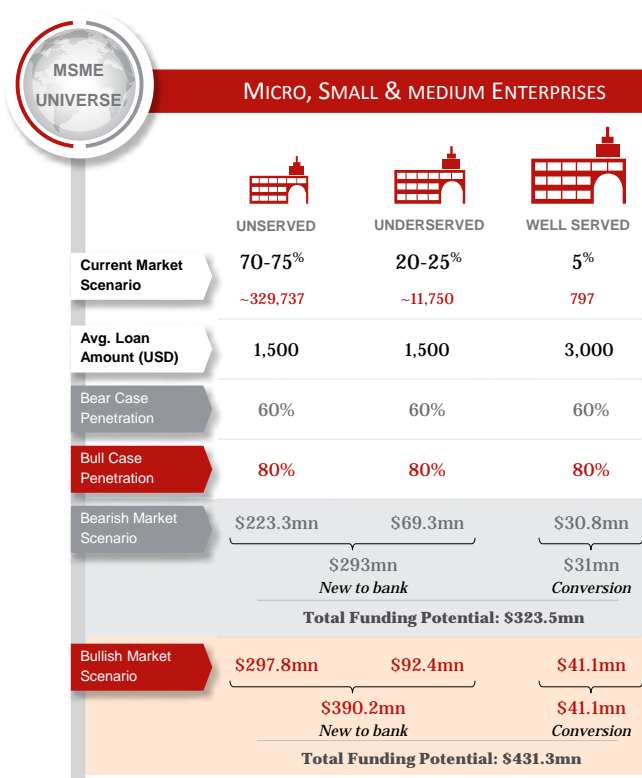 MSME
UNIVERSE
MICRO, SMALL & MEDIUM ENTERPRISES
UNSERVED UNDERSERVED WELL SERVED
Current Market
Scenario
70-75% 20-25% 5%
~329,737 ~11,750 797
Avg. Loan
Amount (USD)
1,500 1,500 3,000
Bear Case
Penetration
60% 60% 60%
Bull Case
Penetration
80% 80% 80%
Bearish Market
Scenario
$223.3mn $69.3mn $30.8mn
$293mn $31mn
New to bank Conversion
Total Funding Potential: $323.5mn
Bullish Market
Scenario
$297.8mn $92.4mn $41.1mn
$390.2mn $41.1mn
New to bank Conversion
Total Funding Potential: $431.3mn